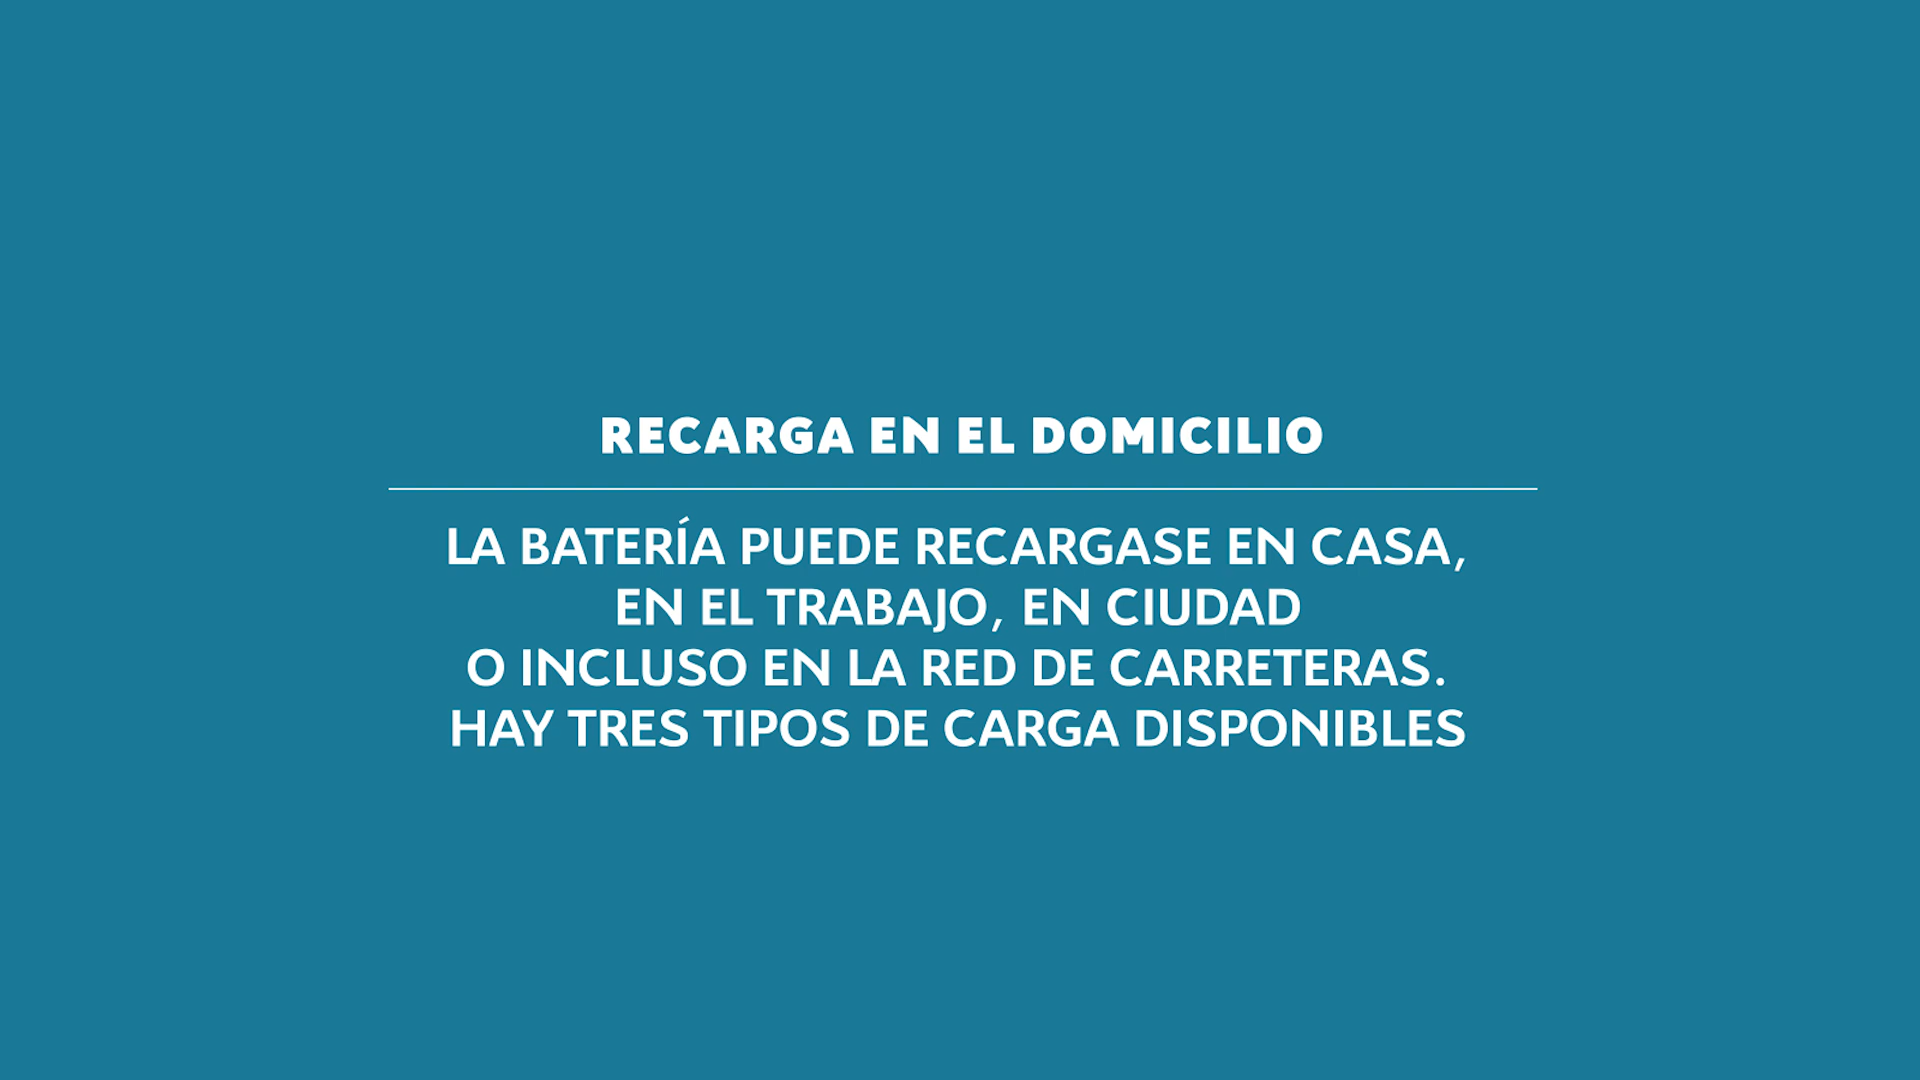 RECARGA EN EL DOMICILIO
LA BATERÍA PUEDE RECARGASE EN CASA,
EN EL TRABAJO, EN CIUDAD
O INCLUSO EN LA RED DE CARRETERAS.
HAY TRES TIPOS DE CARGA DISPONIBLES